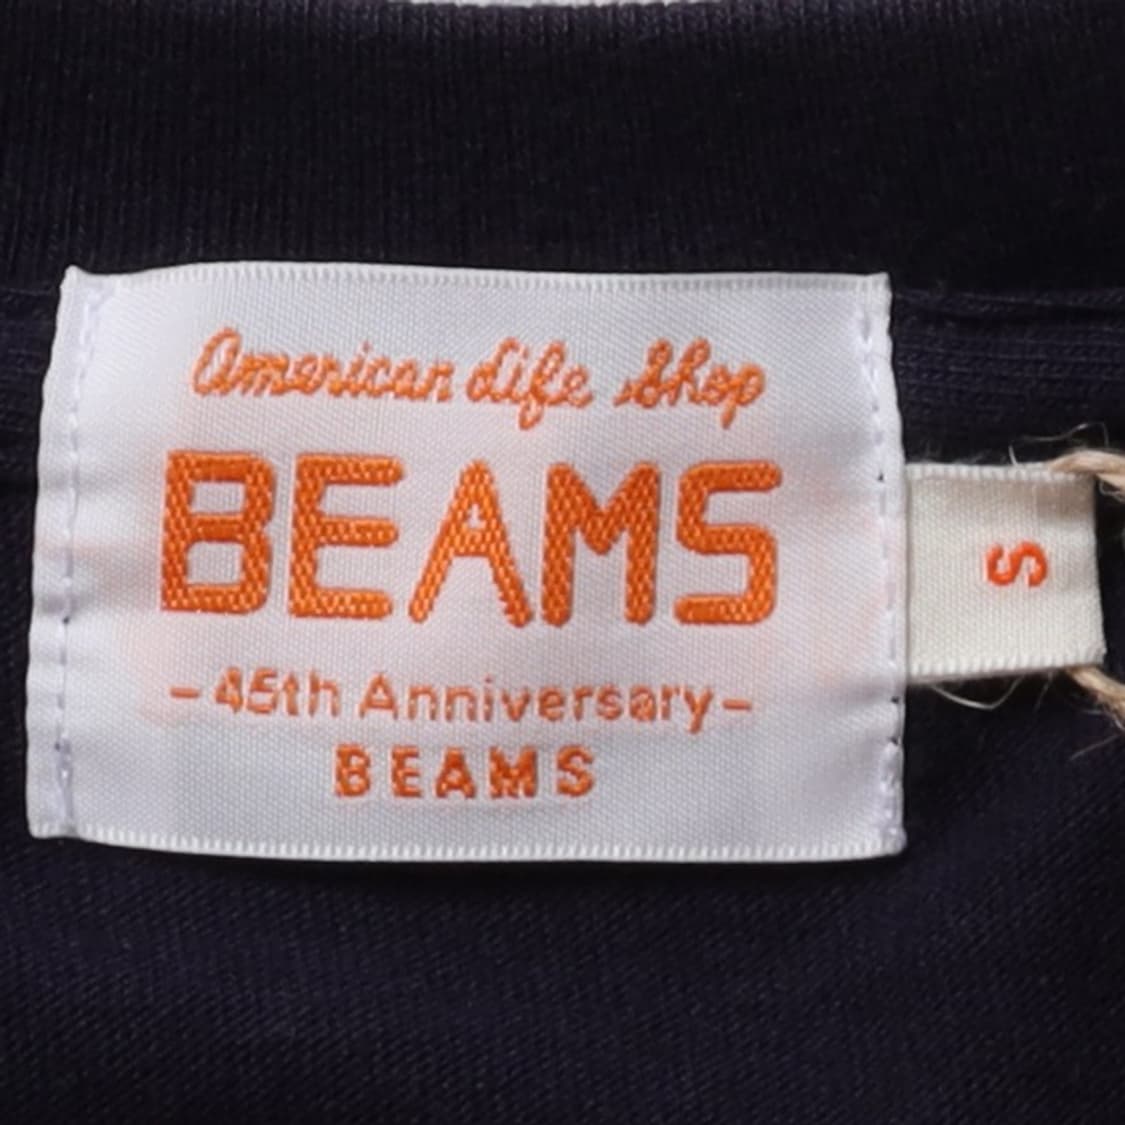 American Life Shop
BEAMS
-45th Anniversary-
BEAMS
S